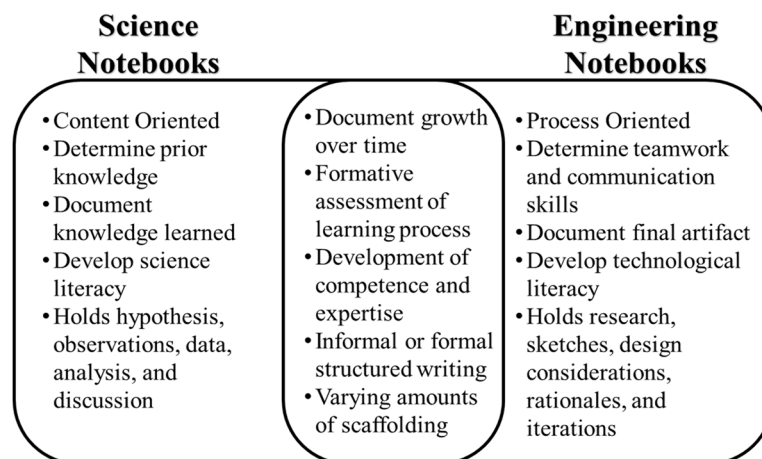 Science
Notebooks
Engineering
Notebooks
• Content Oriented
• Determine prior
knowledge
• Document
knowledge learned
• Develop science
literacy
• Holds hypothesis,
observations, data,
analysis, and
discussion
• Document growth
over time
• Formative
assessment of
learning process
• Development of
competence and
expertise
• Informal or formal
structured writing
• Varying amounts
of scaffolding
• Process Oriented
• Determine teamwork
and communication
skills
• Document final artifact
• Develop technological
literacy
• Holds research,
sketches, design
considerations,
rationales, and
iterations